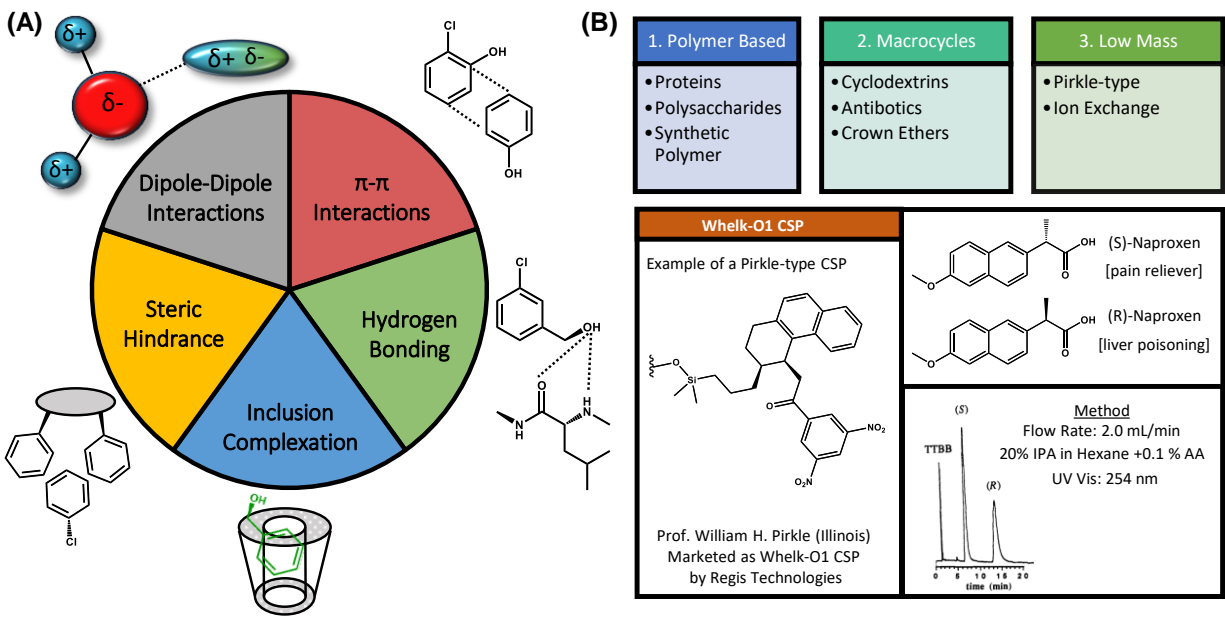 (A)
δ+
δ-
δ+
δ+ δ-
Cl
OH
OH
Dipole-Dipole
Interactions
π-π
Interactions
Steric
Hindrance
Hydrogen
Bonding
Inclusion
Complexation
Cl
OH
O
H
N
N
H
Cl
OH
(B)
1. Polymer Based
•Proteins
•Polysaccharides
•Synthetic
Polymer
2. Macrocycles
•Cyclodextrins
•Antibotics
•Crown Ethers
3. Low Mass
•Pirkle-type
•Ion Exchange
Whelk-O1 CSP
Example of a Pirkle-type CSP
O
Si
O
NO₂
O₂N
Prof. William H. Pirkle (Illinois)
Marketed as Whelk-O1 CSP
by Regis Technologies
O
OH
O
(S)-Naproxen
[pain reliever]
O
OH
O
(R)-Naproxen
[liver poisoning]
Method
Flow Rate: 2.0 mL/min
20% IPA in Hexane +0.1 % AA
UV Vis: 254 nm
TTBB
(S)
(R)
0 5 10 15 20
time (min)